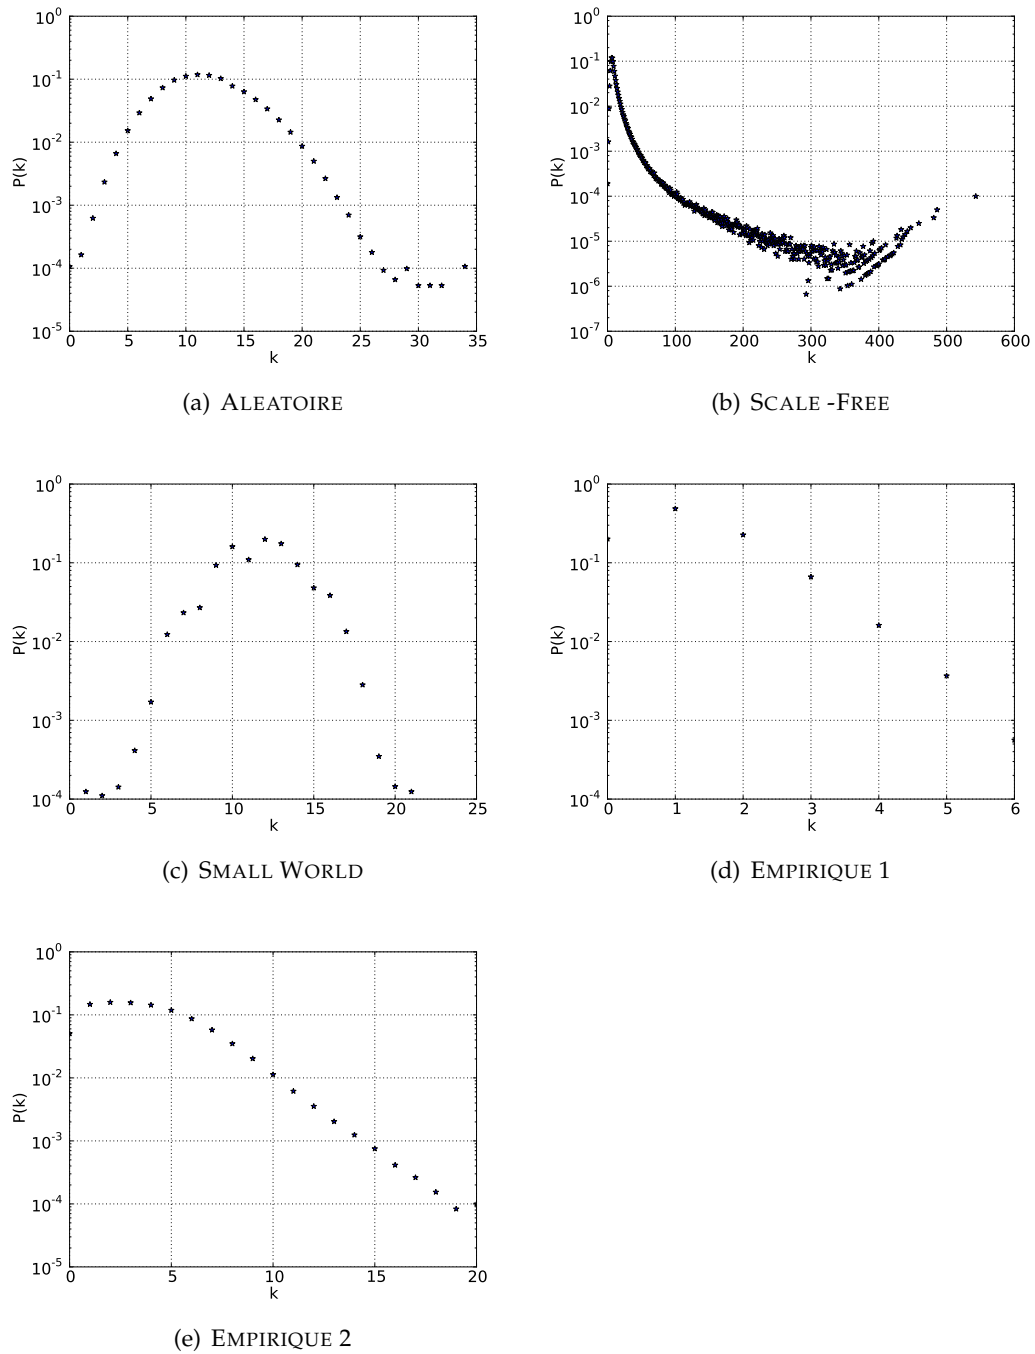 10^0
10^-1
10^-2
10^-3
10^-4
10^-5
P(k)
0 5 10 15 20 25 30 35
k
(a) ALEATOIRE
10^0
10^-1
10^-2
10^-3
10^-4
10^-5
10^-6
10^-7
P(k)
0 100 200 300 400 500 600
k
(b) SCALE -FREE
10^0
10^-1
10^-2
10^-3
10^-4
P(k)
0 5 10 15 20 25
k
(c) SMALL WORLD
10^0
10^-1
10^-2
10^-3
10^-4
P(k)
0 1 2 3 4 5 6
k
(d) EMPIRIQUE 1
10^0
10^-1
10^-2
10^-3
10^-4
10^-5
P(k)
0 5 10 15 20
k
(e) EMPIRIQUE 2